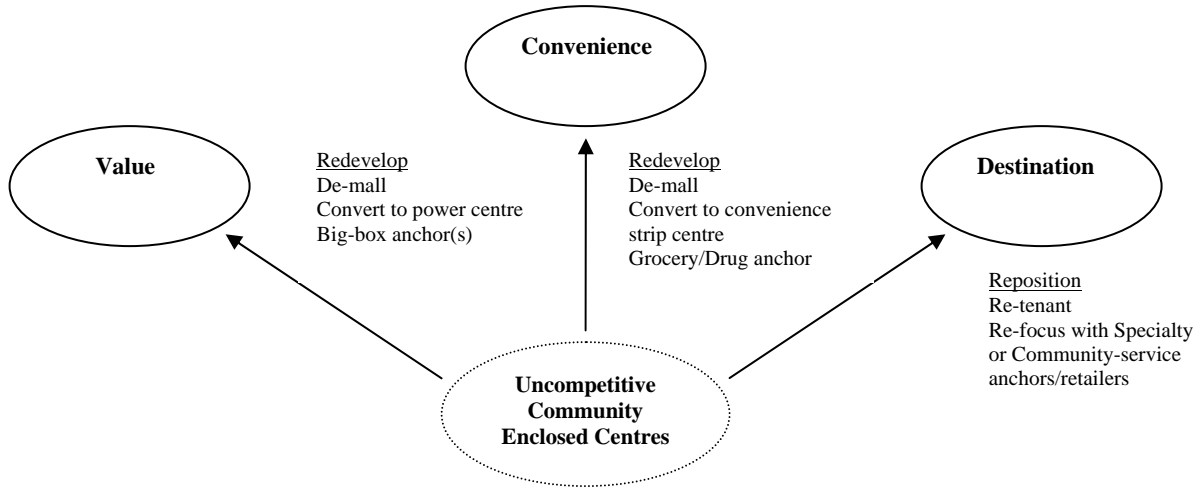 Convenience
Value
Redevelop
De-mall
Convert to power centre
Big-box anchor(s)
Redevelop
De-mall
Convert to convenience
strip centre
Grocery/Drug anchor
Destination
Reposition
Re-tenant
Re-focus with Specialty
or Community-service
anchors/retailers
Uncompetitive
Community
Enclosed Centres